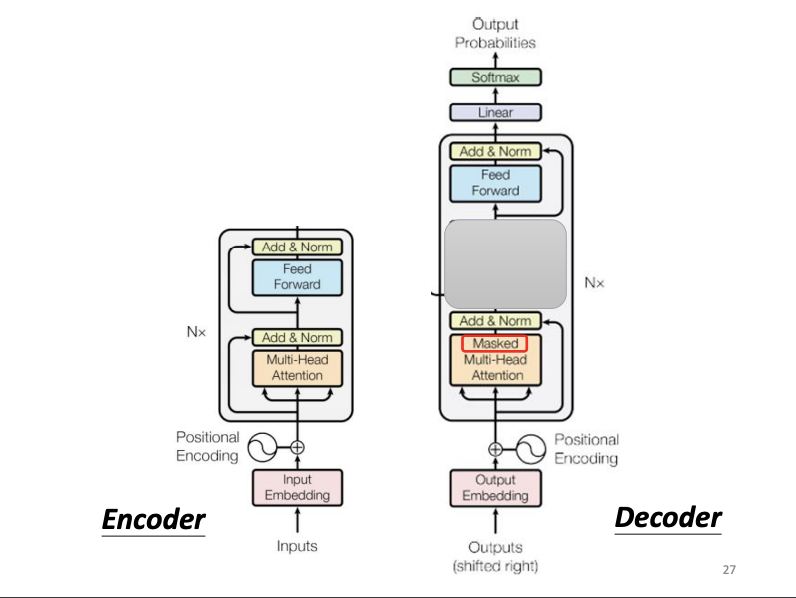 Output
Probabilities
Softmax
Linear
Add & Norm
Feed
Forward
Nx
Add & Norm
Masked
Multi-Head
Attention
Positional
Encoding
Output
Embedding
Outputs
(shifted right)
Decoder
Add & Norm
Feed
Forward
Nx
Add & Norm
Multi-Head
Attention
Positional
Encoding
Input
Embedding
Inputs
Encoder
27